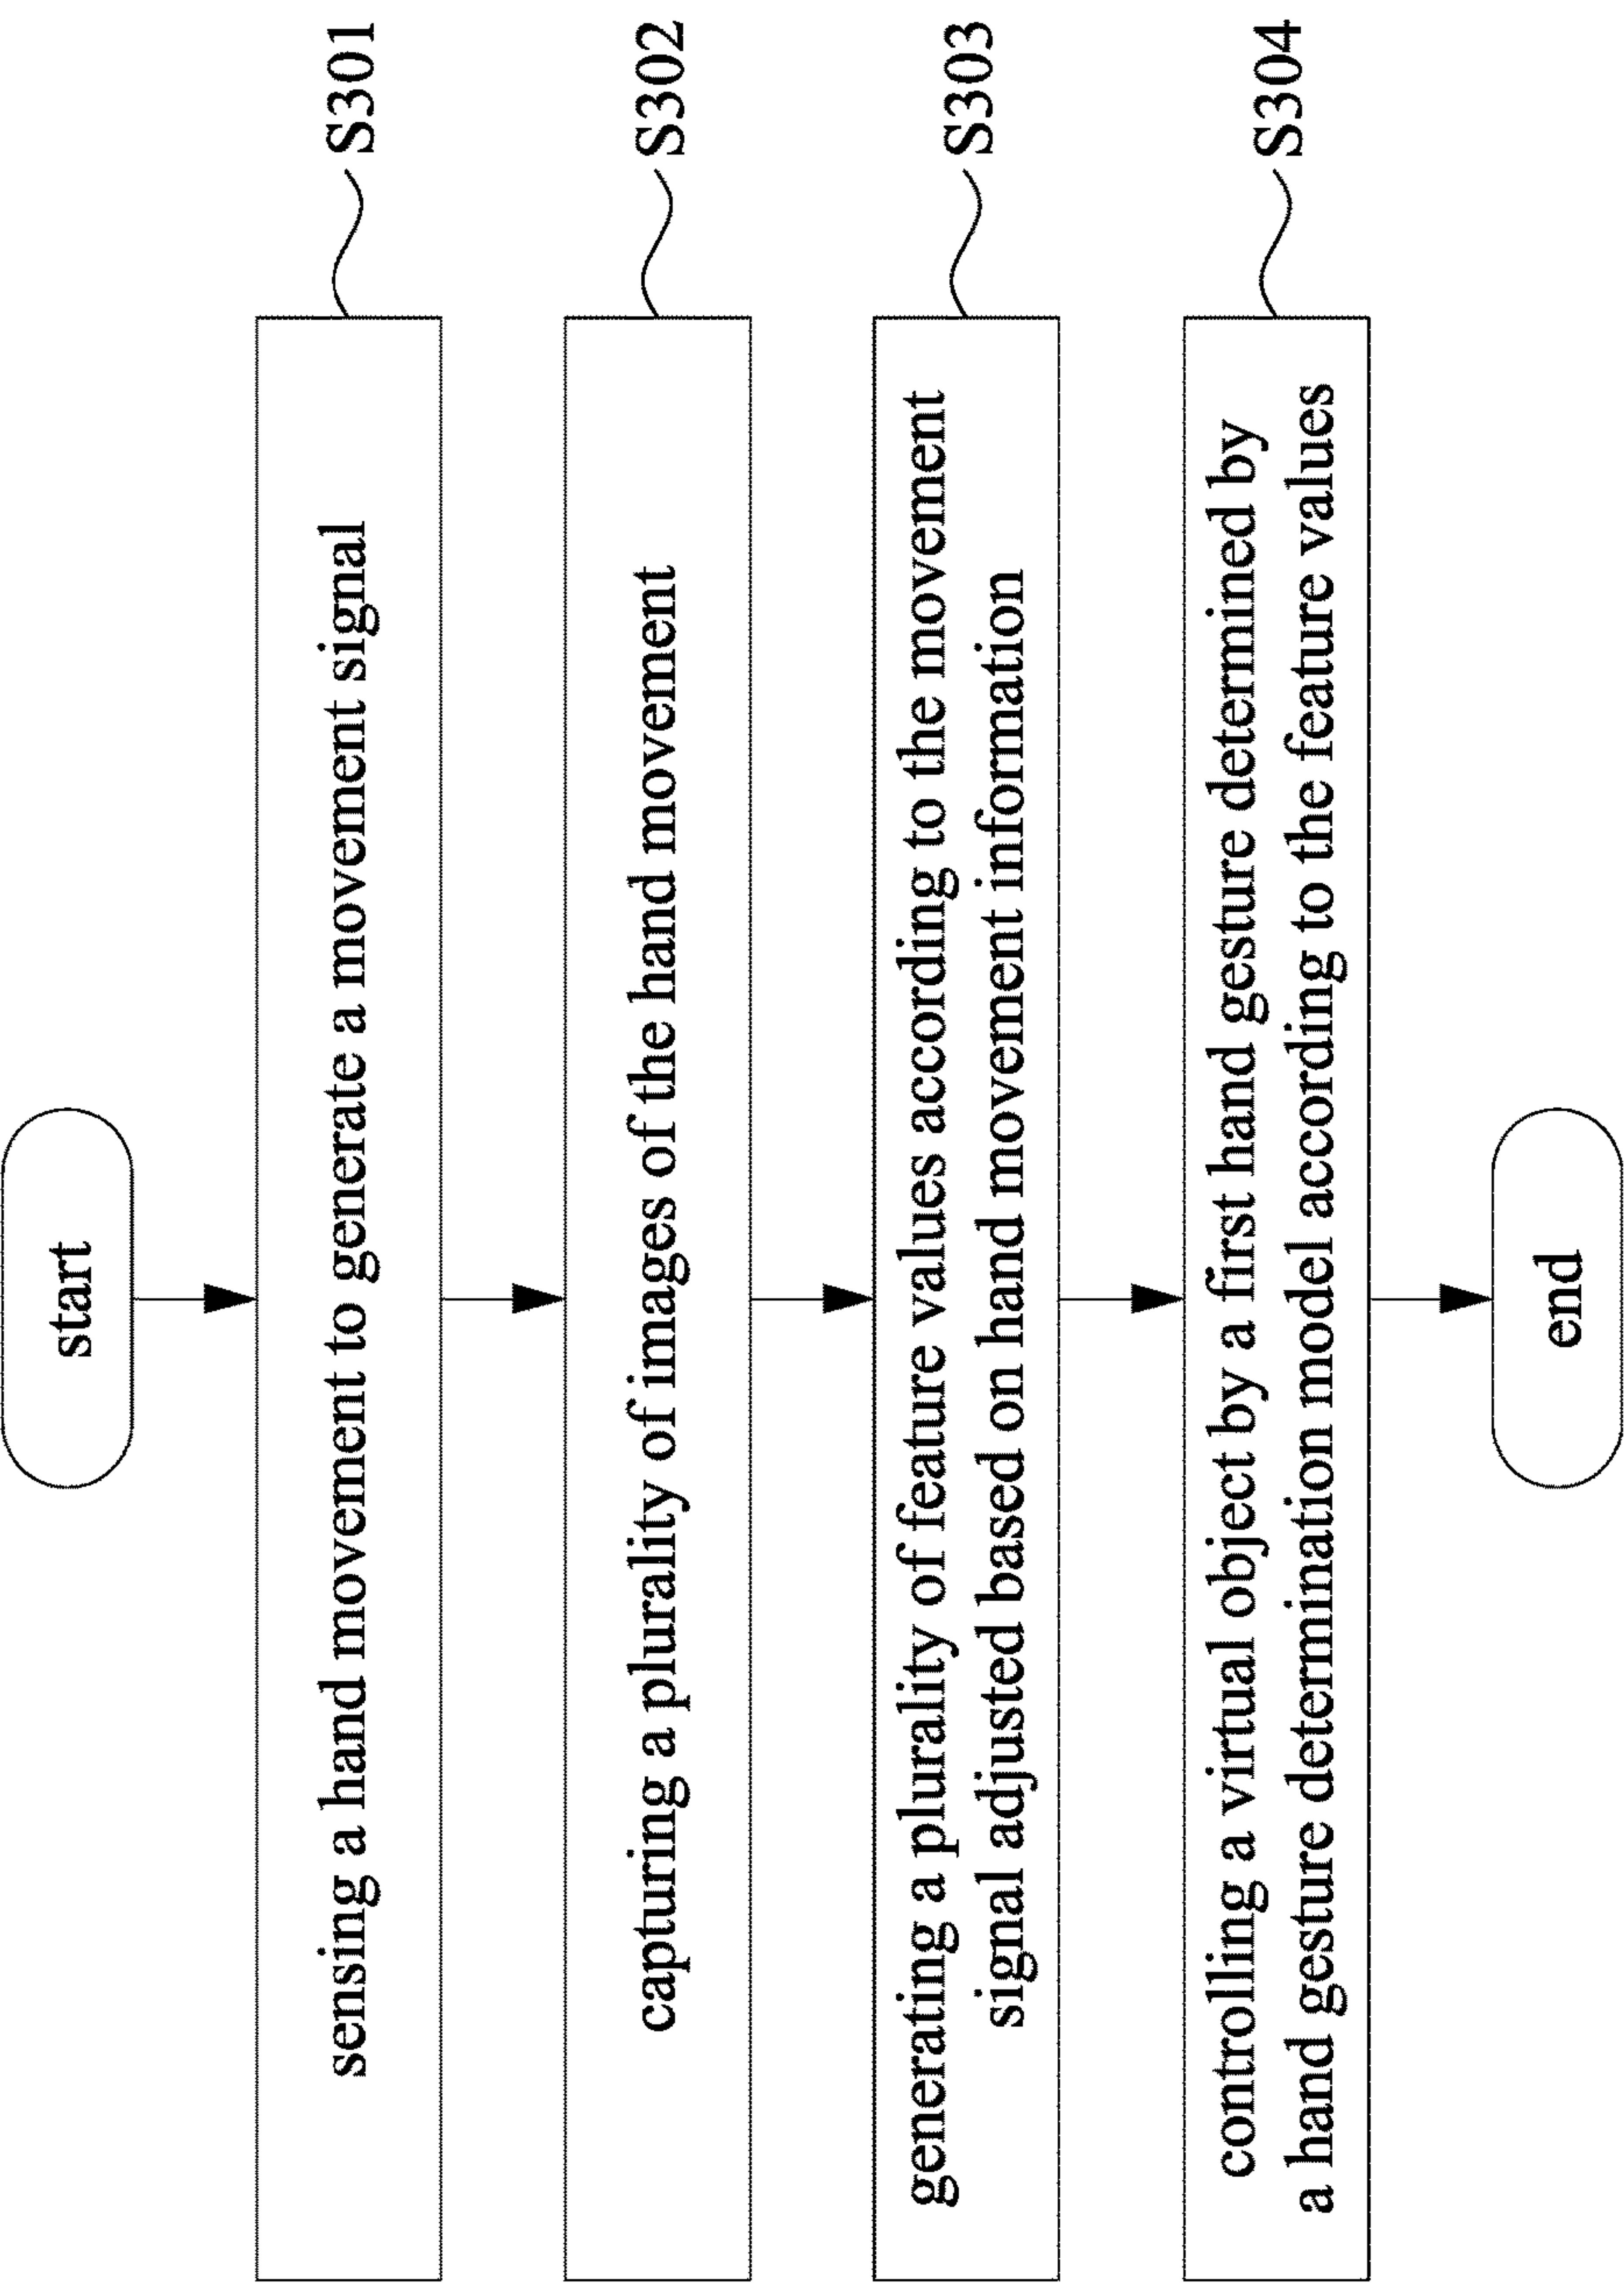 start
sensing a hand movement to generate a movement signal
S301
capturing a plurality of images of the hand movement
S302
generating a plurality of feature values according to the movement
signal adjusted based on hand movement information
S303
controlling a virtual object by a first hand gesture determined by
a hand gesture determination model according to the feature values
S304
end